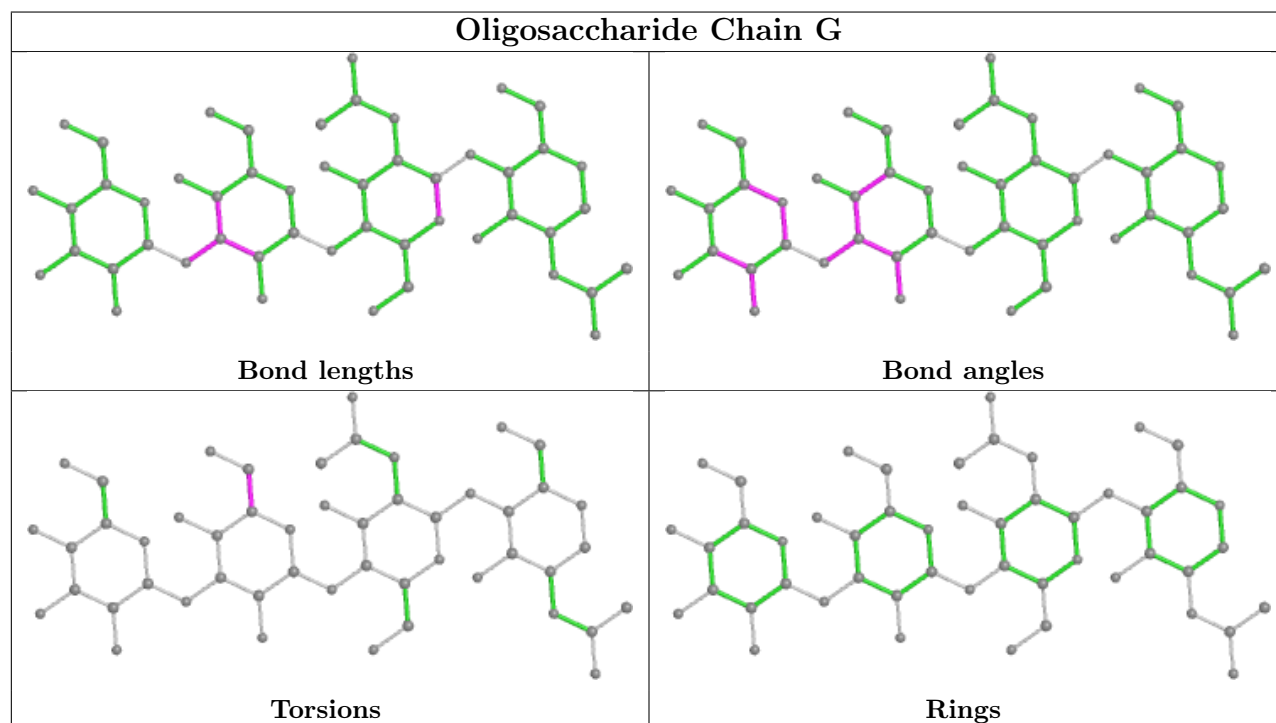 Oligosaccharide Chain G
Bond lengths
Bond angles
Torsions
Rings